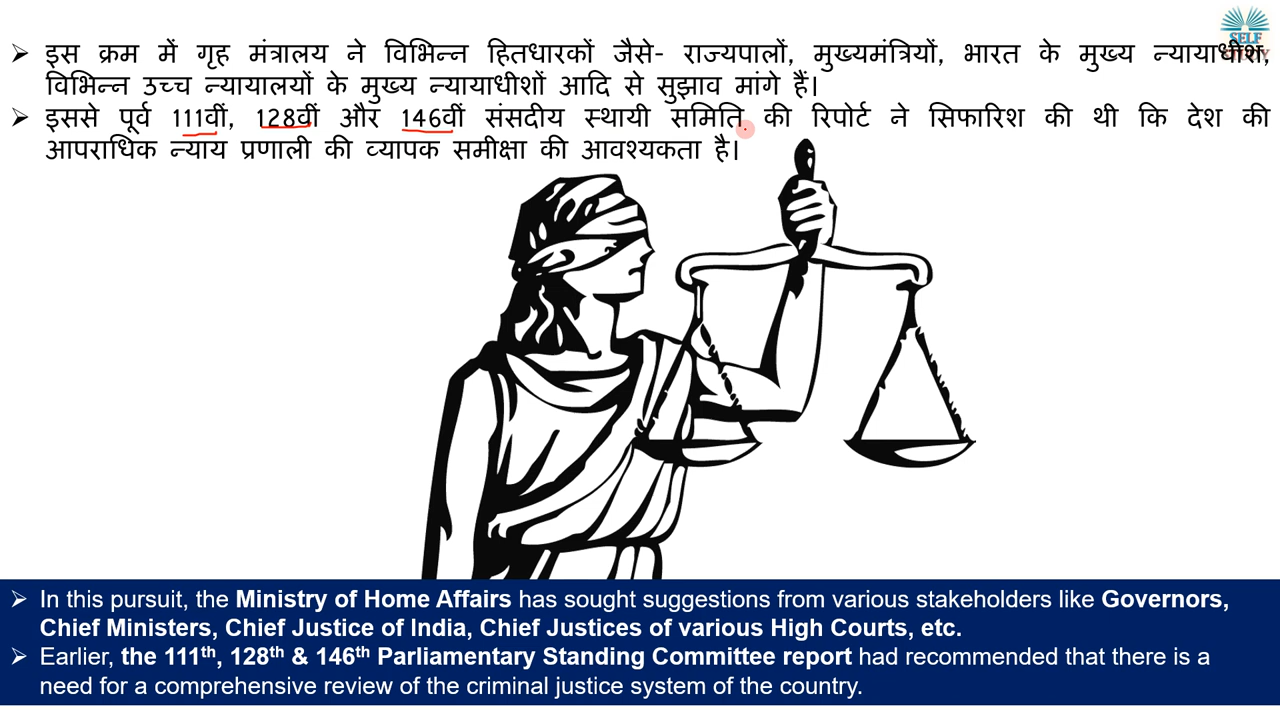 SELF
STUDY
➢ इस क्रम में गृह मंत्रालय ने विभिन्न हितधारकों जैसे- राज्यपालों, मुख्यमंत्रियों, भारत के मुख्य न्यायाधीश,
विभिन्न उच्च न्यायालयों के मुख्य न्यायाधीशों आदि से सुझाव मांगे हैं।
➢ इससे पूर्व 111वीं, 128वीं और 146वीं संसदीय स्थायी समिति की रिपोर्ट ने सिफारिश की थी कि देश की
आपराधिक न्याय प्रणाली की व्यापक समीक्षा की आवश्यकता है।
➢ In this pursuit, the Ministry of Home Affairs has sought suggestions from various stakeholders like Governors,
Chief Ministers, Chief Justice of India, Chief Justices of various High Courts, etc.
➢ Earlier, the 111th, 128th & 146th Parliamentary Standing Committee report had recommended that there is a
need for a comprehensive review of the criminal justice system of the country.